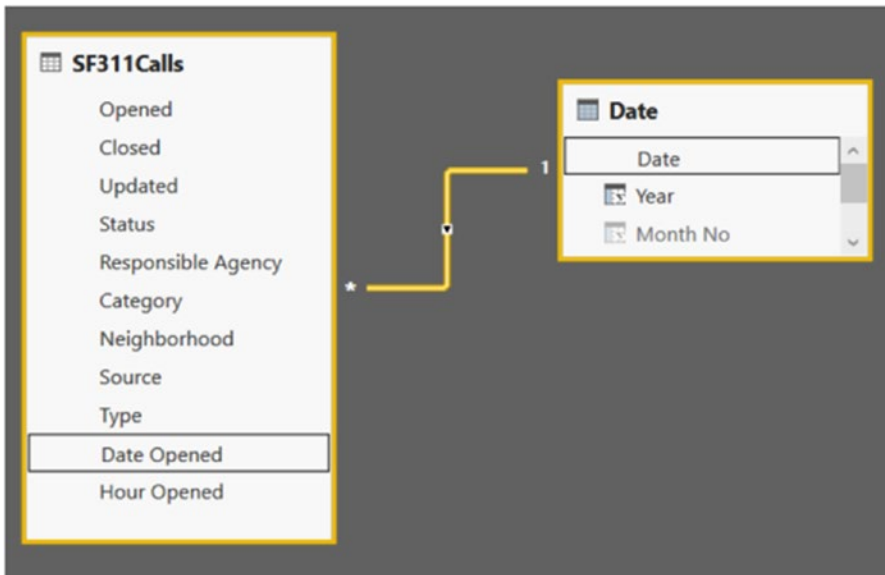 SF311Calls
Opened
Closed
Updated
Status
Responsible Agency
Category
Neighborhood
Source
Type
Date Opened
Hour Opened
*
1
Date
Date
Year
Month No